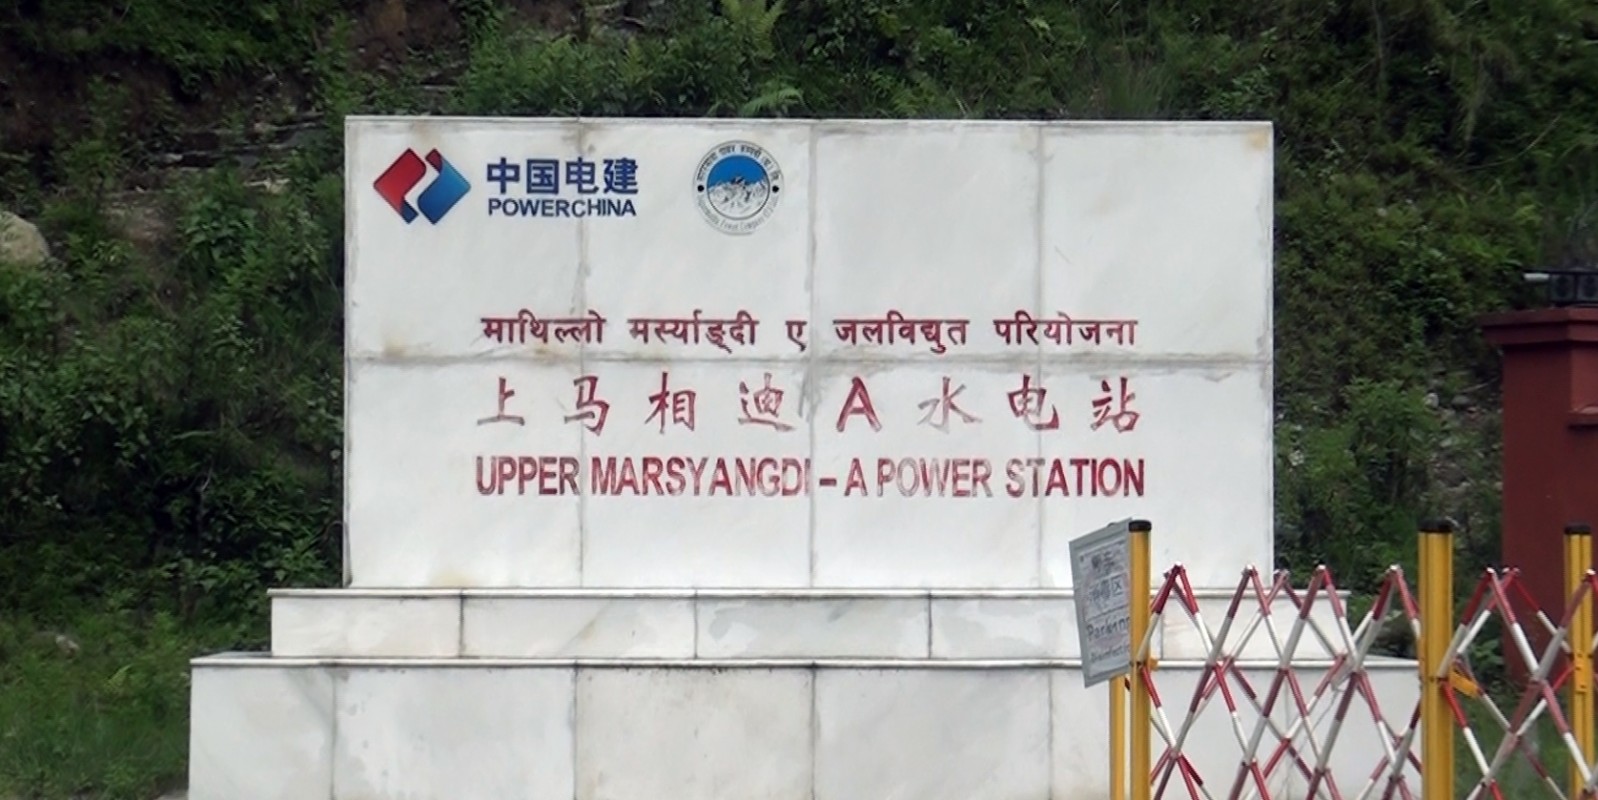 中国电建
POWERCHINA
माथिल्लो मर्स्याङ्दी ए जलविद्युत परियोजना
上马相迪A水电站
UPPER MARSYANGDI - A POWER STATION
Parking